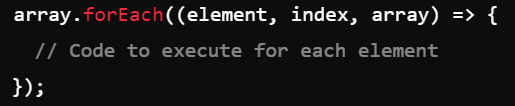 array.forEach((element, index, array) => {
  // Code to execute for each element
});